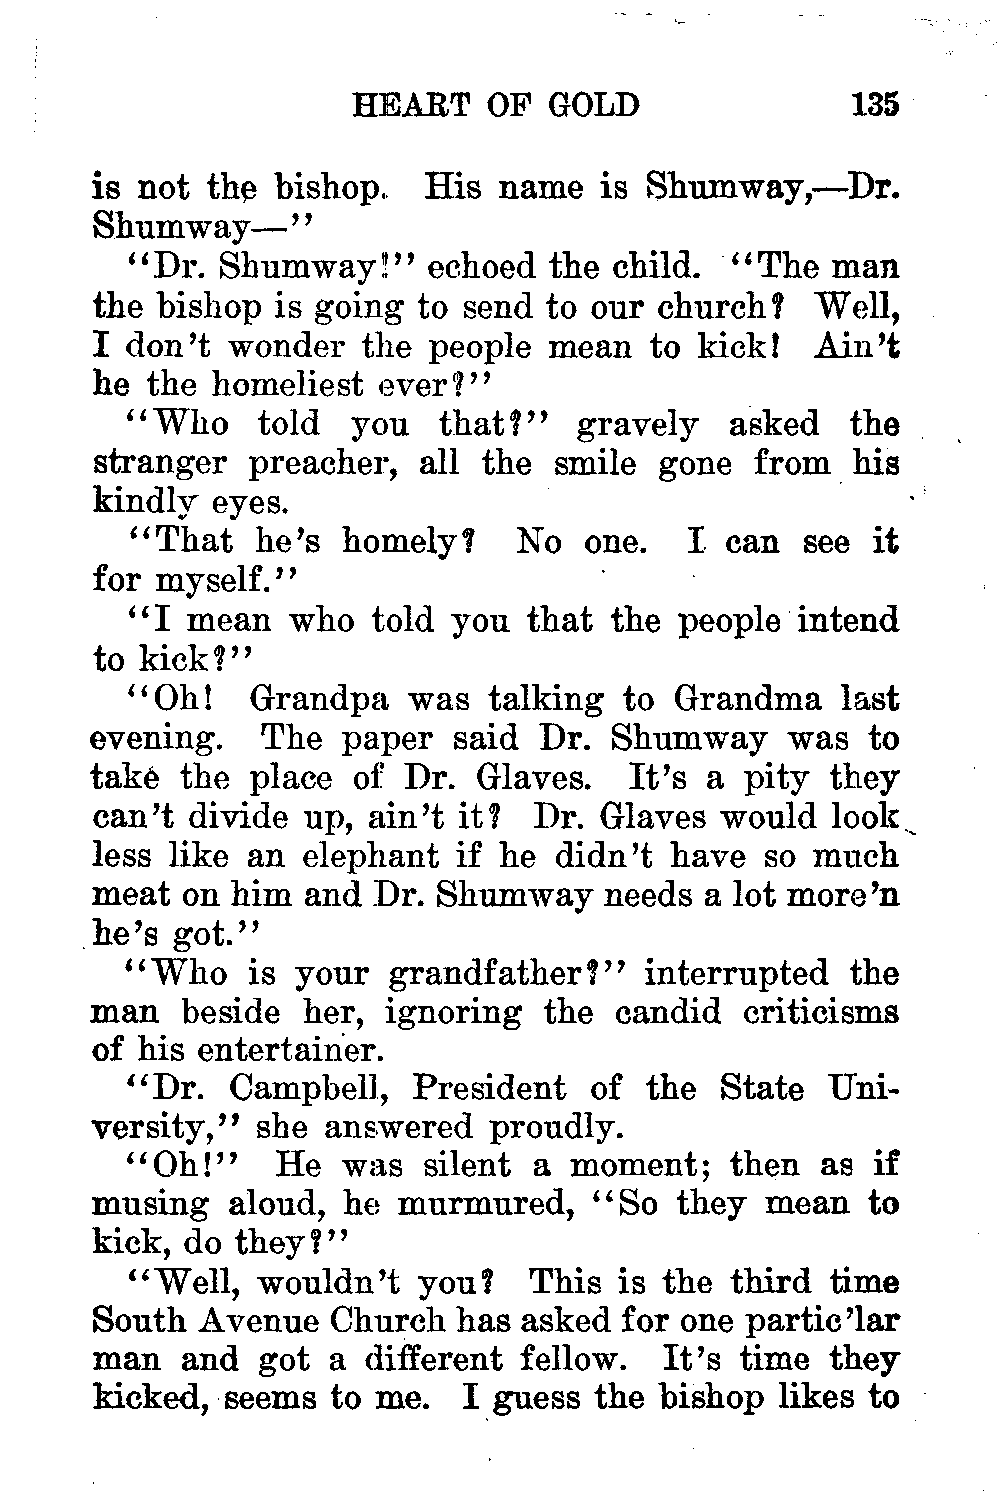 HEART OF GOLD 135
is not the bishop. His name is Shumway,—Dr.
Shumway—"
"Dr. Shumway!" echoed the child. "The man
the bishop is going to send to our church? Well,
I don't wonder the people mean to kick! Ain't
he the homeliest ever?"
"Who told you that?" gravely asked the
stranger preacher, all the smile gone from his
kindly eyes.
"That he's homely? No one. I can see it
for myself."
"I mean who told you that the people intend
to kick?"
"Oh! Grandpa was talking to Grandma last
evening. The paper said Dr. Shumway was to
take the place of Dr. Glaves. It's a pity they
can't divide up, ain't it? Dr. Glaves would look
less like an elephant if he didn't have so much
meat on him and Dr. Shumway needs a lot more'n
he's got."
"Who is your grandfather?" interrupted the
man beside her, ignoring the candid criticisms
of his entertainer.
"Dr. Campbell, President of the State Uni-
versity," she answered proudly.
"Oh!" He was silent a moment; then as if
musing aloud, he murmured, "So they mean to
kick, do they?"
"Well, wouldn't you? This is the third time
South Avenue Church has asked for one partic'lar
man and got a different fellow. It's time they
kicked, seems to me. I guess the bishop likes to